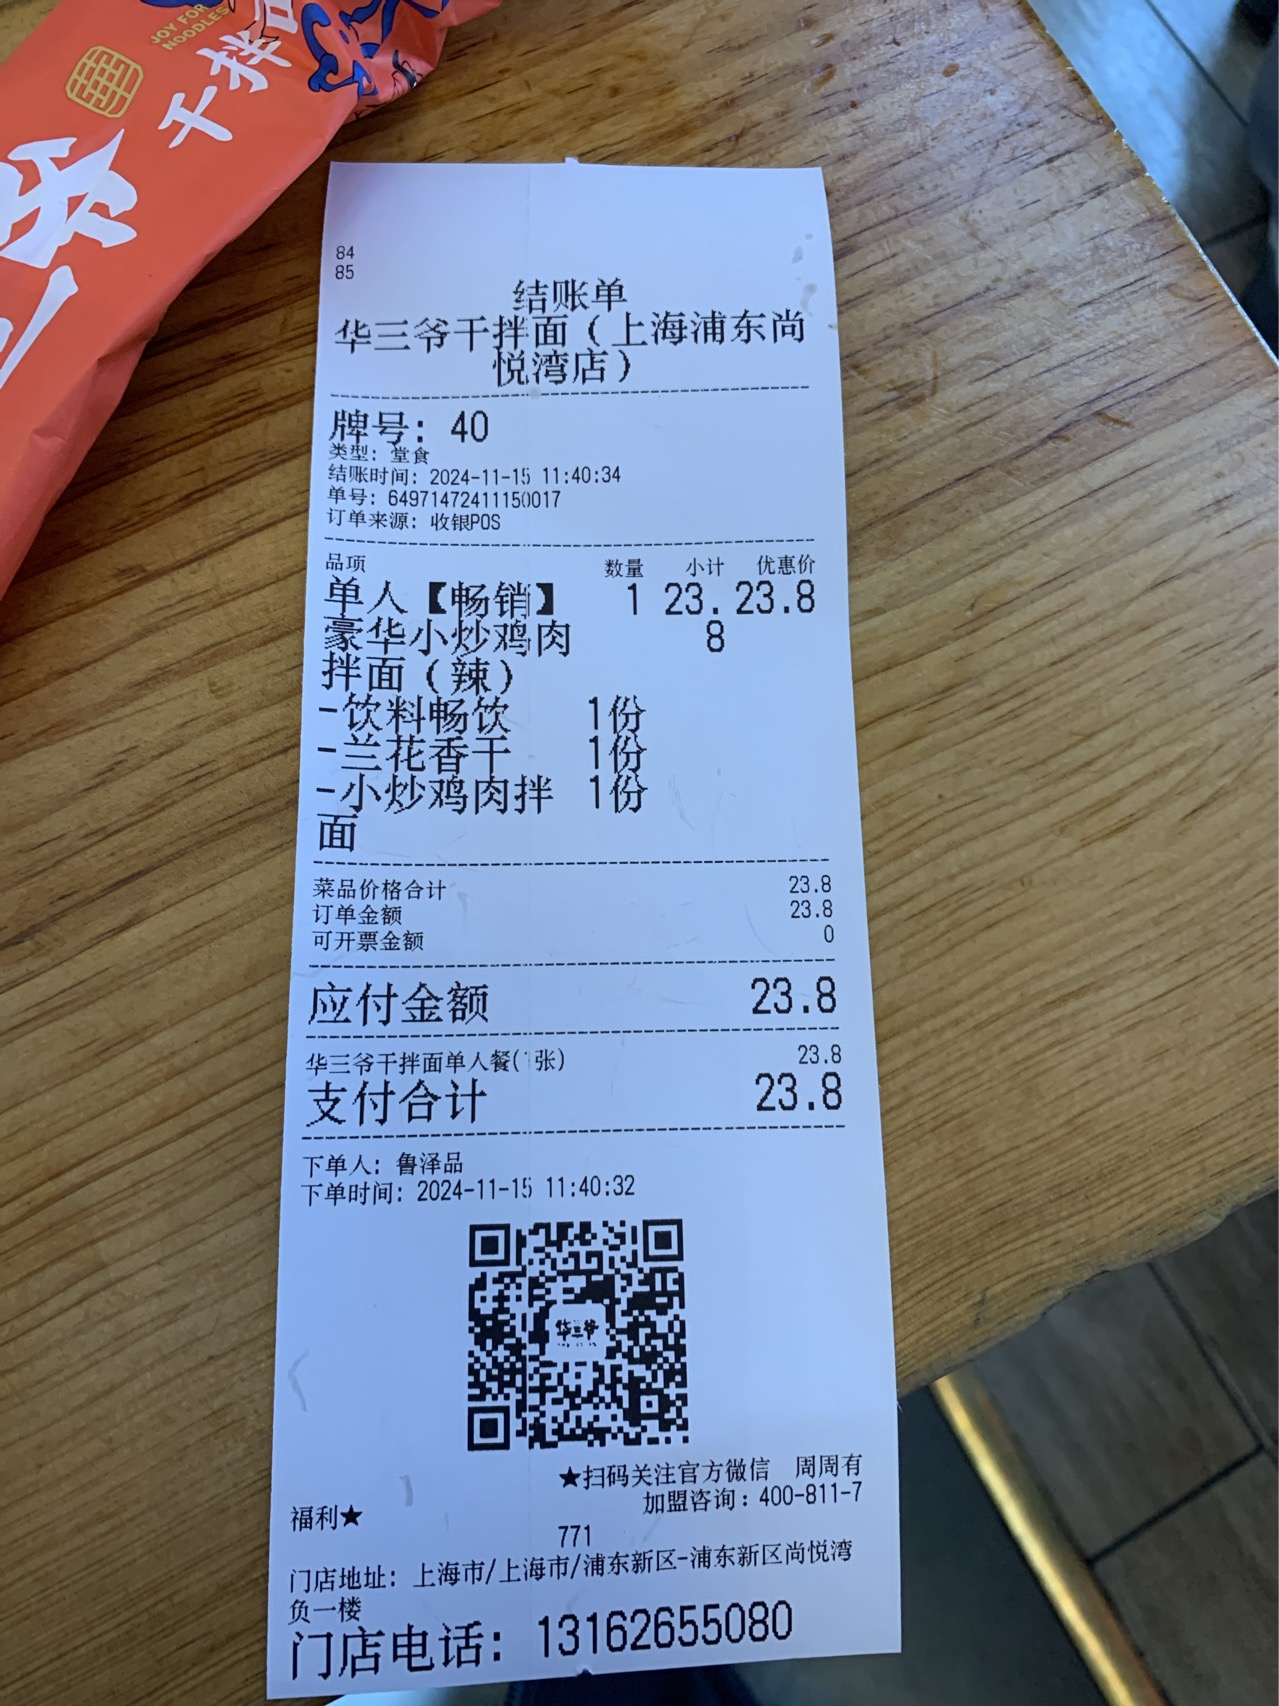 JOY FOR
NOODLES
華
干拌
84
85
结账单
华三爷干拌面（上海浦东尚
悦湾店）
牌号: 40
类型: 堂食
结账时间: 2024-11-15 11:40:34
单号: 64971472411150017
订单来源: 收银POS
品项 数量 小计 优惠价
单人【畅销】 1 23. 23.8
豪华小炒鸡肉 8
拌面（辣）
-饮料畅饮 1份
-兰花香干 1份
-小炒鸡肉拌 1份
面
菜品价格合计 23.8
订单金额 23.8
可开票金额 0
应付金额 23.8
华三爷干拌面单人餐(1张) 23.8
支付合计 23.8
下单人: 鲁泽品
下单时间: 2024-11-15 11:40:32
华三爷
★扫码关注官方微信 周周有
福利★ 加盟咨询：400-811-7
771
门店地址: 上海市/上海市/浦东新区-浦东新区尚悦湾
负一楼
门店电话: 13162655080